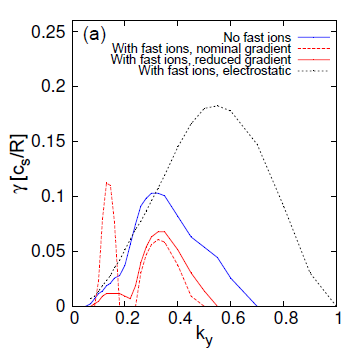 (a)
No fast ions
With fast ions, nominal gradient
With fast ions, reduced gradient
With fast ions, electrostatic
γ [c_s/R]
0.25
0.2
0.15
0.1
0.05
0
0 0.2 0.4 0.6 0.8 1
k_y